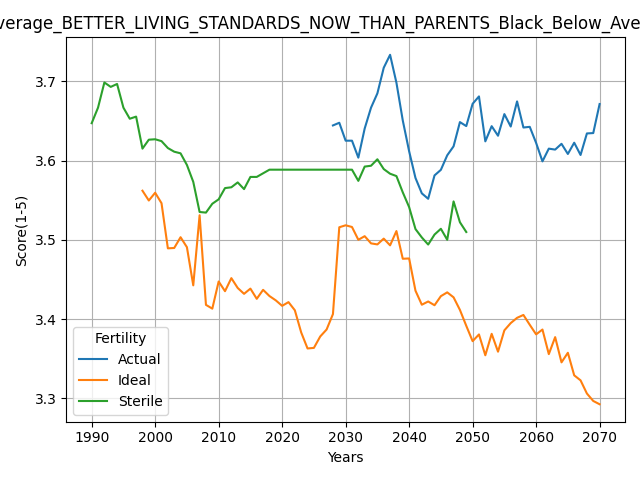 verage_BETTER_LIVING_STANDARDS_NOW_THAN_PARENTS_Black_Below_Ave
Score(1-5)
3.7
3.6
3.5
3.4
3.3
Fertility
Actual
Ideal
Sterile
1990 2000 2010 2020 2030 2040 2050 2060 2070
Years